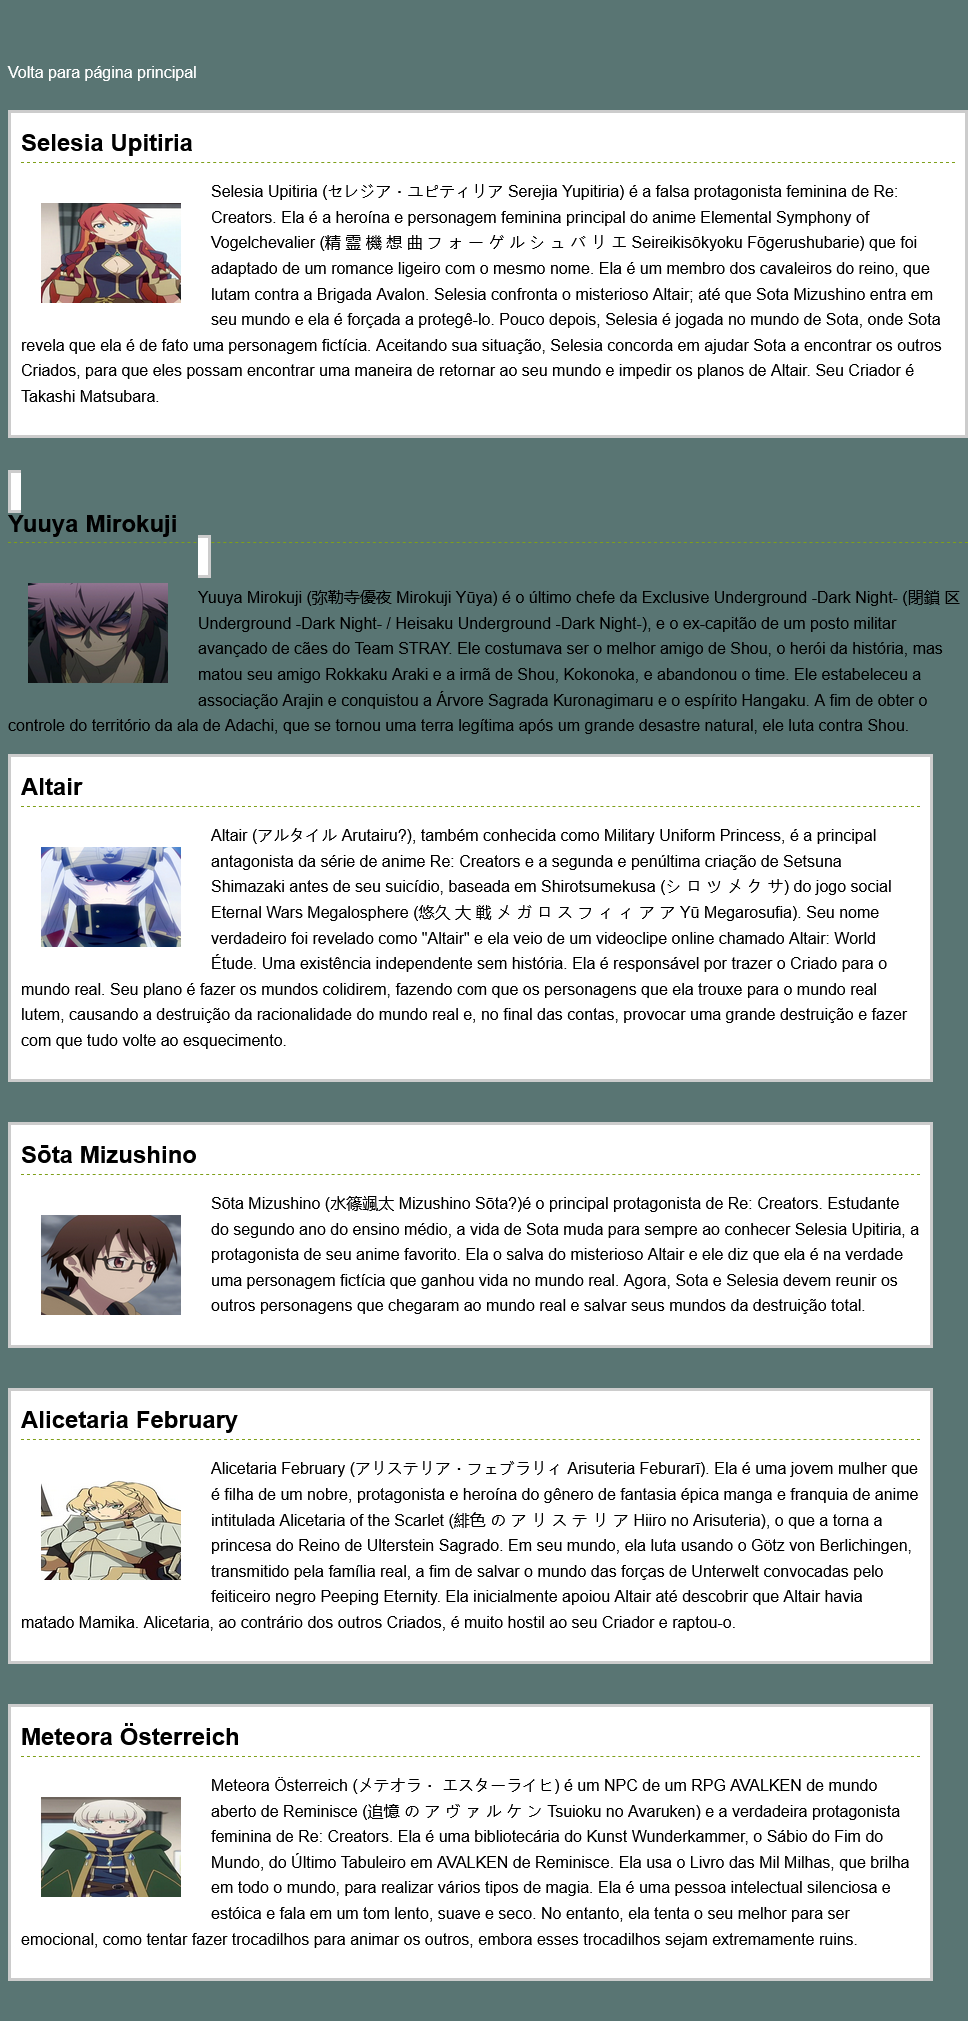 Volta para página principal
Selesia Upitiria
Selesia Upitiria (セレジア・ユピティリア Serejia Yupitiria) é a falsa protagonista feminina de Re:
Creators. Ela é a heroína e personagem feminina principal do anime Elemental Symphony of
Vogelchevalier (精 霊 機 想 曲 フ ォ ー ゲ ル シ ュ バ リ エ Seireikisōkyoku Fōgerushubarie) que foi
adaptado de um romance ligeiro com o mesmo nome. Ela é um membro dos cavaleiros do reino, que
lutam contra a Brigada Avalon. Selesia confronta o misterioso Altair; até que Sota Mizushino entra em
seu mundo e ela é forçada a protegê-lo. Pouco depois, Selesia é jogada no mundo de Sota, onde Sota
revela que ela é de fato uma personagem fictícia. Aceitando sua situação, Selesia concorda em ajudar Sota a encontrar os outros
Criados, para que eles possam encontrar uma maneira de retornar ao seu mundo e impedir os planos de Altair. Seu Criador é
Takashi Matsubara.
Yuuya Mirokuji
Yuuya Mirokuji (弥勒寺優夜 Mirokuji Yūya) é o último chefe da Exclusive Underground -Dark Night- (閉鎖 区
Underground -Dark Night- / Heisaku Underground -Dark Night-), e o ex-capitão de um posto militar
avançado de cães do Team STRAY. Ele costumava ser o melhor amigo de Shou, o herói da história, mas
matou seu amigo Rokkaku Araki e a irmã de Shou, Kokonoka, e abandonou o time. Ele estabeleceu a
associação Arajin e conquistou a Árvore Sagrada Kuronagimaru e o espírito Hangaku. A fim de obter o
controle do território da ala de Adachi, que se tornou uma terra legítima após um grande desastre natural, ele luta contra Shou.
Altair
Altair (アルタイル Arutairu?), também conhecida como Military Uniform Princess, é a principal
antagonista da série de anime Re: Creators e a segunda e penúltima criação de Setsuna
Shimazaki antes de seu suicídio, baseada em Shirotsumekusa (シ ロ ツ メ ク サ) do jogo social
Eternal Wars Megalosphere (悠久 大 戦 メ ガ ロ ス フ ィ ィ ア ア Yū Megarosufia). Seu nome
verdadeiro foi revelado como "Altair" e ela veio de um videoclipe online chamado Altair: World
Étude. Uma existência independente sem história. Ela é responsável por trazer o Criado para o
mundo real. Seu plano é fazer os mundos colidirem, fazendo com que os personagens que ela trouxe para o mundo real
lutem, causando a destruição da racionalidade do mundo real e, no final das contas, provocar uma grande destruição e fazer
com que tudo volte ao esquecimento.
Sōta Mizushino
Sōta Mizushino (水篠颯太 Mizushino Sōta?)é o principal protagonista de Re: Creators. Estudante
do segundo ano do ensino médio, a vida de Sota muda para sempre ao conhecer Selesia Upitiria, a
protagonista de seu anime favorito. Ela o salva do misterioso Altair e ele diz que ela é na verdade
uma personagem fictícia que ganhou vida no mundo real. Agora, Sota e Selesia devem reunir os
outros personagens que chegaram ao mundo real e salvar seus mundos da destruição total.
Alicetaria February
Alicetaria February (アリステリア・フェブラリィ Arisuteria Feburarī). Ela é uma jovem mulher que
é filha de um nobre, protagonista e heroína do gênero de fantasia épica manga e franquia de anime
intitulada Alicetaria of the Scarlet (緋色 の ア リ ス テ リ ア Hiiro no Arisuteria), o que a torna a
princesa do Reino de Ulterstein Sagrado. Em seu mundo, ela luta usando o Götz von Berlichingen,
transmitido pela família real, a fim de salvar o mundo das forças de Unterwelt convocadas pelo
feiticeiro negro Peeping Eternity. Ela inicialmente apoiou Altair até descobrir que Altair havia
matado Mamika. Alicetaria, ao contrário dos outros Criados, é muito hostil ao seu Criador e raptou-o.
Meteora Österreich
Meteora Österreich (メテオラ・ エスターライヒ) é um NPC de um RPG AVALKEN de mundo
aberto de Reminisce (追憶 の ア ヴ ァ ル ケ ン Tsuioku no Avaruken) e a verdadeira protagonista
feminina de Re: Creators. Ela é uma bibliotecária do Kunst Wunderkammer, o Sábio do Fim do
Mundo, do Último Tabuleiro em AVALKEN de Reminisce. Ela usa o Livro das Mil Milhas, que brilha
em todo o mundo, para realizar vários tipos de magia. Ela é uma pessoa intelectual silenciosa e
estóica e fala em um tom lento, suave e seco. No entanto, ela tenta o seu melhor para ser
emocional, como tentar fazer trocadilhos para animar os outros, embora esses trocadilhos sejam extremamente ruins.